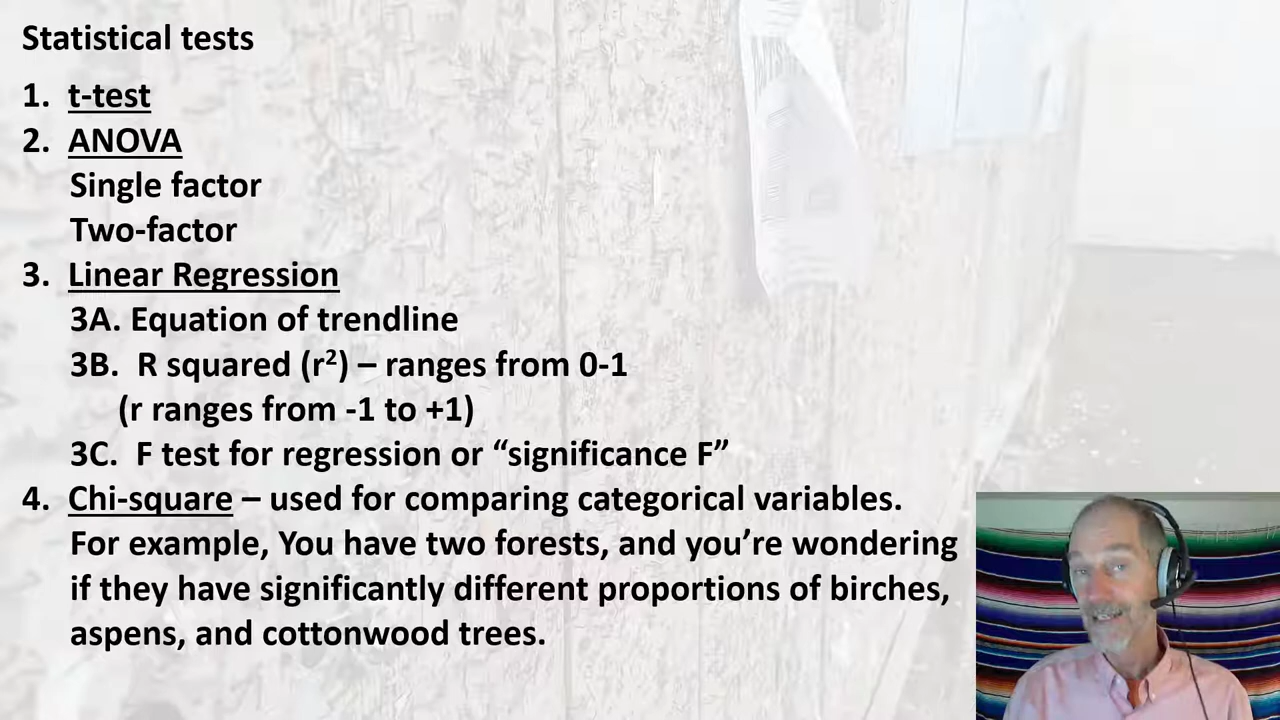 Statistical tests
1. t-test
2. ANOVA
Single factor
Two-factor
3. Linear Regression
3A. Equation of trendline
3B. R squared (r²) – ranges from 0-1
(r ranges from -1 to +1)
3C. F test for regression or “significance F”
4. Chi-square – used for comparing categorical variables.
For example, You have two forests, and you’re wondering
if they have significantly different proportions of birches,
aspens, and cottonwood trees.